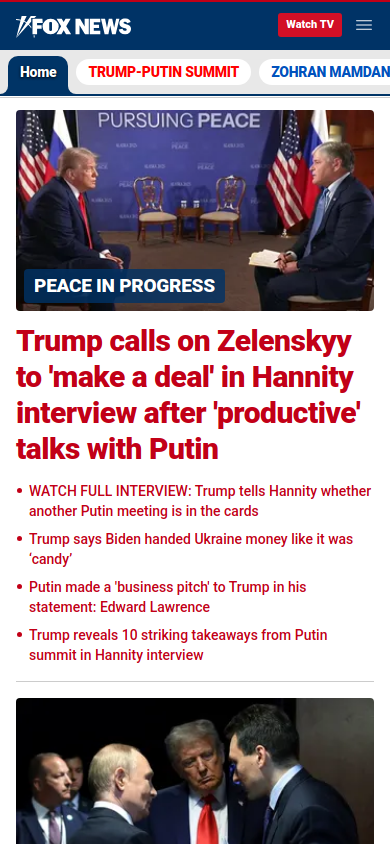 FOX NEWS
Watch TV
Home
TRUMP-PUTIN SUMMIT
ZOHRAN MAMDAN
PURSUING PEACE
PEACE IN PROGRESS
Trump calls on Zelenskyy
to 'make a deal' in Hannity
interview after 'productive'
talks with Putin
• WATCH FULL INTERVIEW: Trump tells Hannity whether
another Putin meeting is in the cards
• Trump says Biden handed Ukraine money like it was
‘candy’
• Putin made a 'business pitch' to Trump in his
statement: Edward Lawrence
• Trump reveals 10 striking takeaways from Putin
summit in Hannity interview